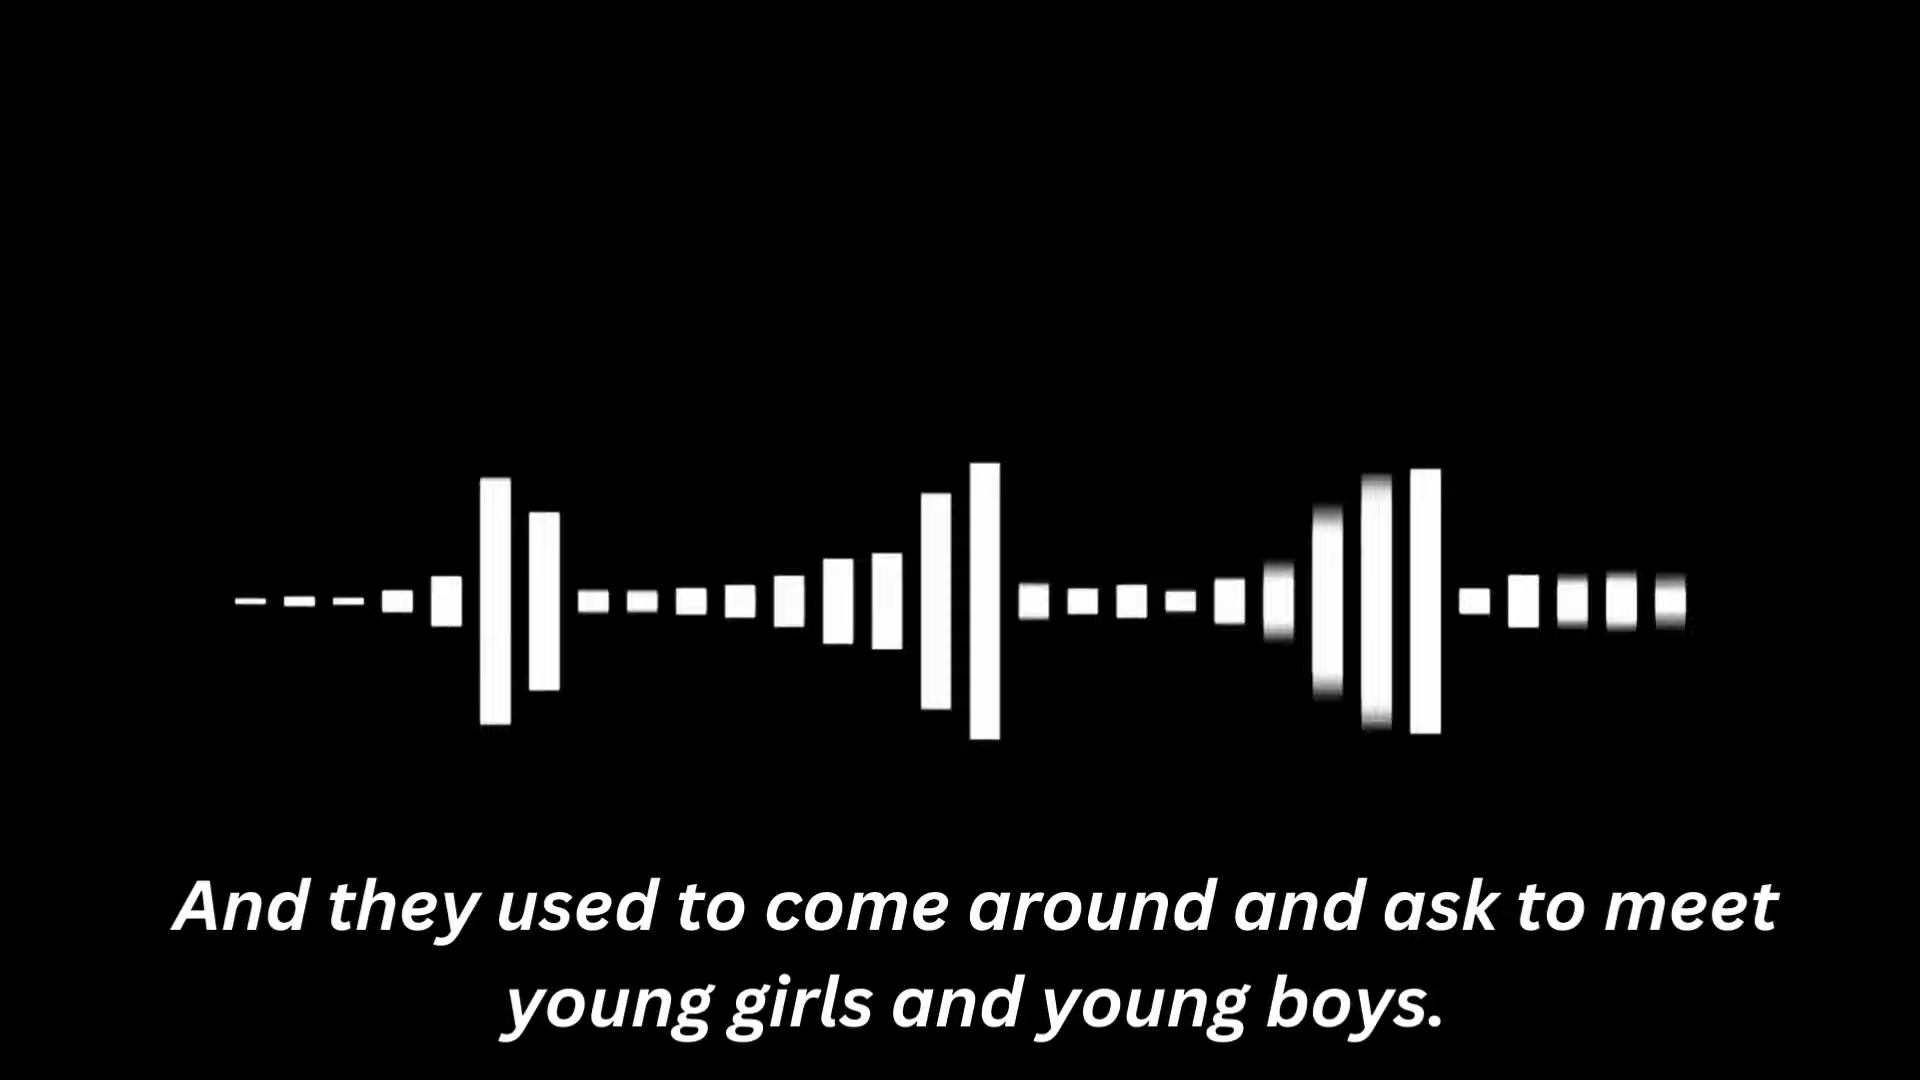 And they used to come around and ask to meet
young girls and young boys.